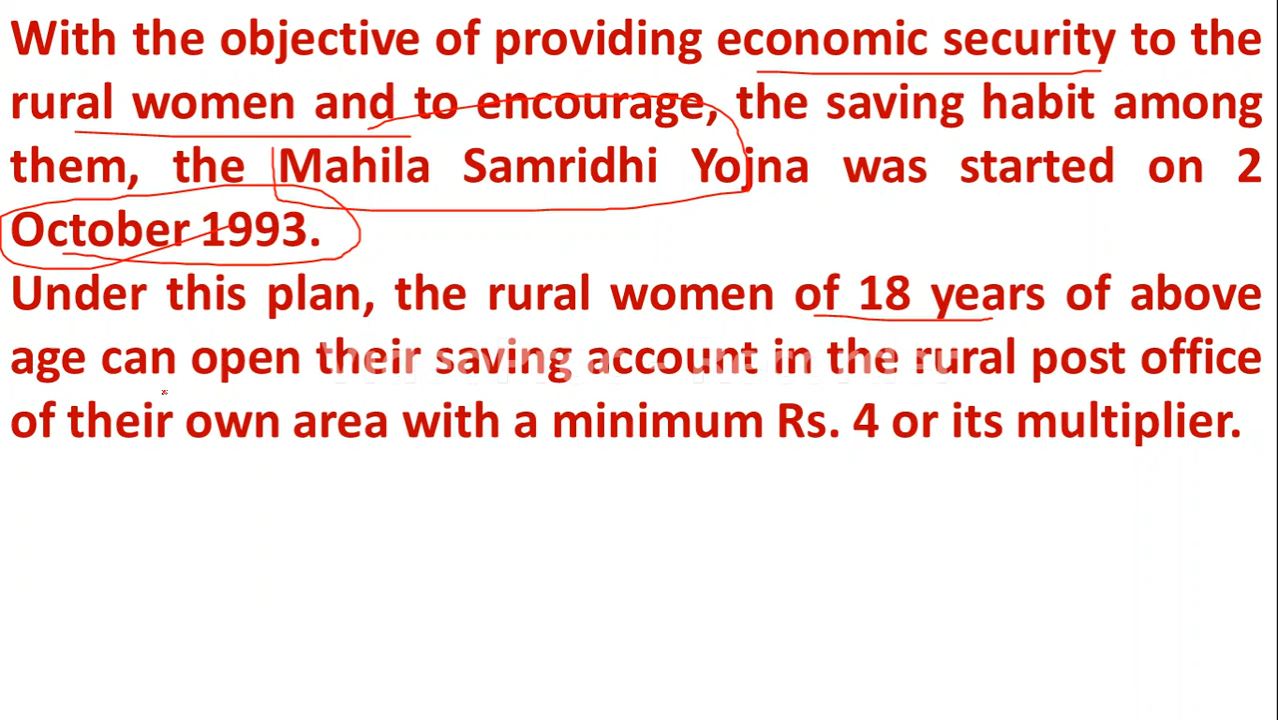 With the objective of providing economic security to the
rural women and to encourage, the saving habit among
them, the Mahila Samridhi Yojna was started on 2
October 1993.
Under this plan, the rural women of 18 years of above
age can open their saving account in the rural post office
of their own area with a minimum Rs. 4 or its multiplier.